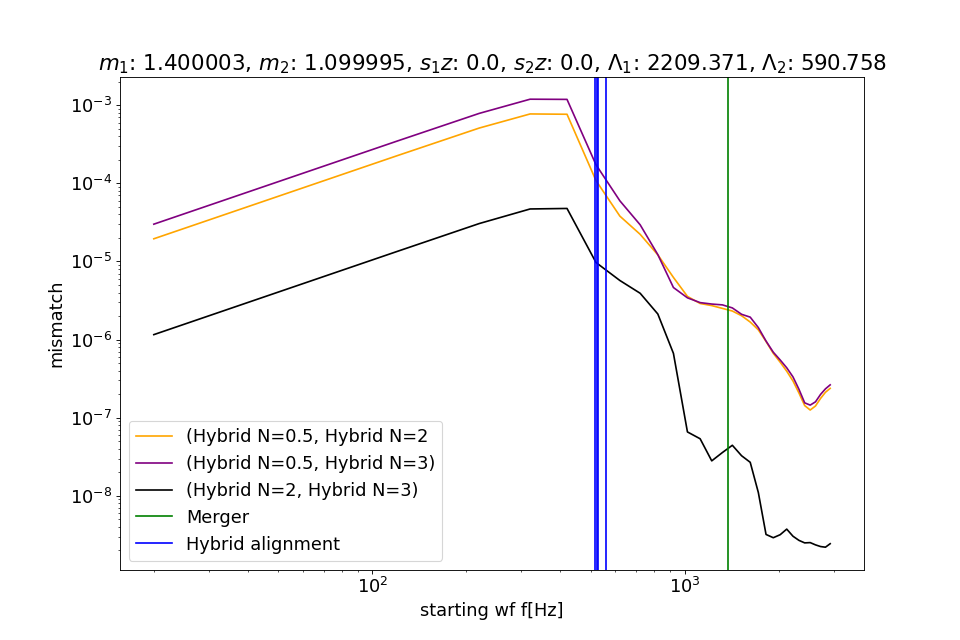 m₁: 1.400003, m₂: 1.099995, s₁z: 0.0, s₂z: 0.0, Λ₁: 2209.371, Λ₂: 590.758
10⁻³
10⁻⁴
10⁻⁵
10⁻⁶
10⁻⁷
10⁻⁸
mismatch
(Hybrid N=0.5, Hybrid N=2
(Hybrid N=0.5, Hybrid N=3)
(Hybrid N=2, Hybrid N=3)
Merger
Hybrid alignment
10² 10³
starting wf f[Hz]